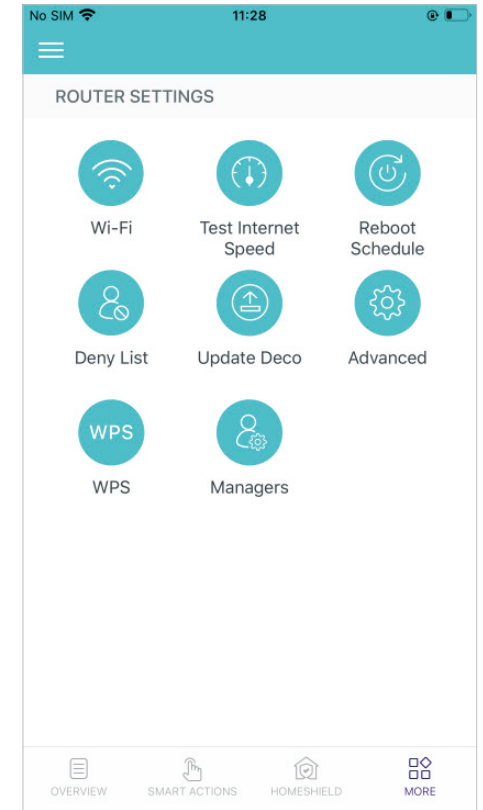 No SIM 11:28
ROUTER SETTINGS
Wi-Fi Test Internet Speed Reboot Schedule
Deny List Update Deco Advanced
WPS
WPS Managers
OVERVIEW SMART ACTIONS HOMESHIELD MORE